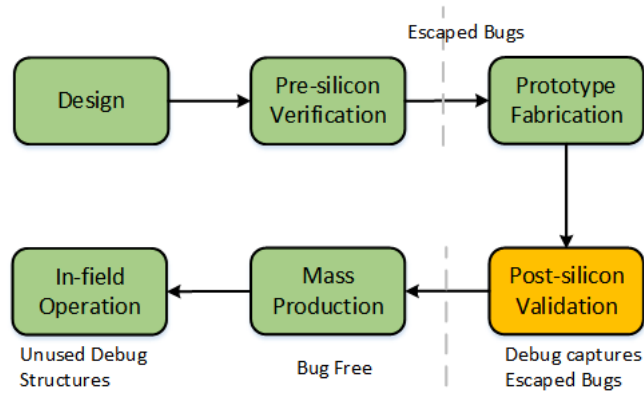 Escaped Bugs
Design
Pre-silicon
Verification
Prototype
Fabrication
In-field
Operation
Mass
Production
Post-silicon
Validation
Unused Debug
Structures
Bug Free
Debug captures
Escaped Bugs